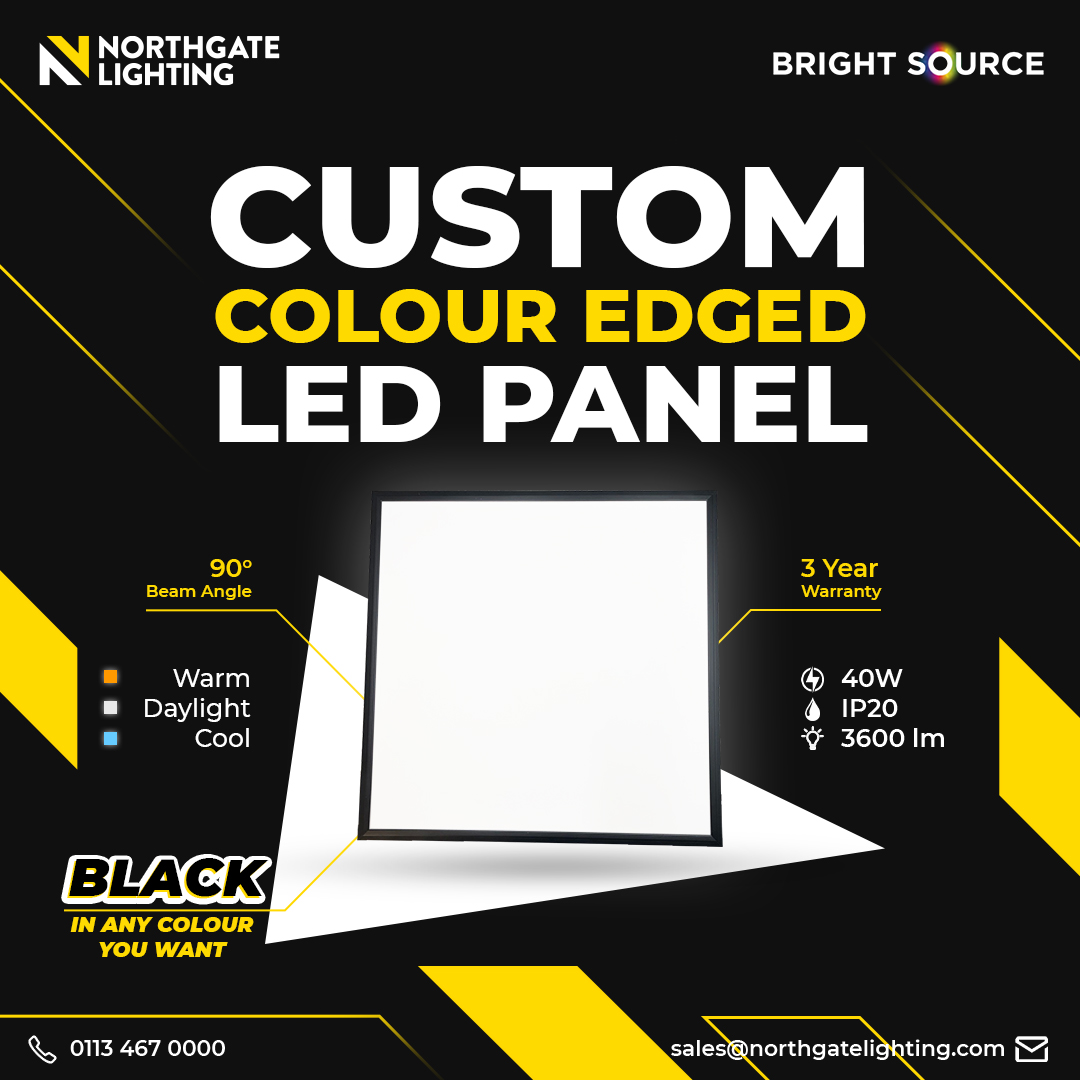 NORTHGATE
LIGHTING
BRIGHT SOURCE
CUSTOM
COLOUR EDGED
LED PANEL
90º
Beam Angle
3 Year
Warranty
Warm
Daylight
Cool
40W
IP20
3600 lm
BLACK
IN ANY COLOUR
YOU WANT
0113 467 0000
sales@northgatelighting.com